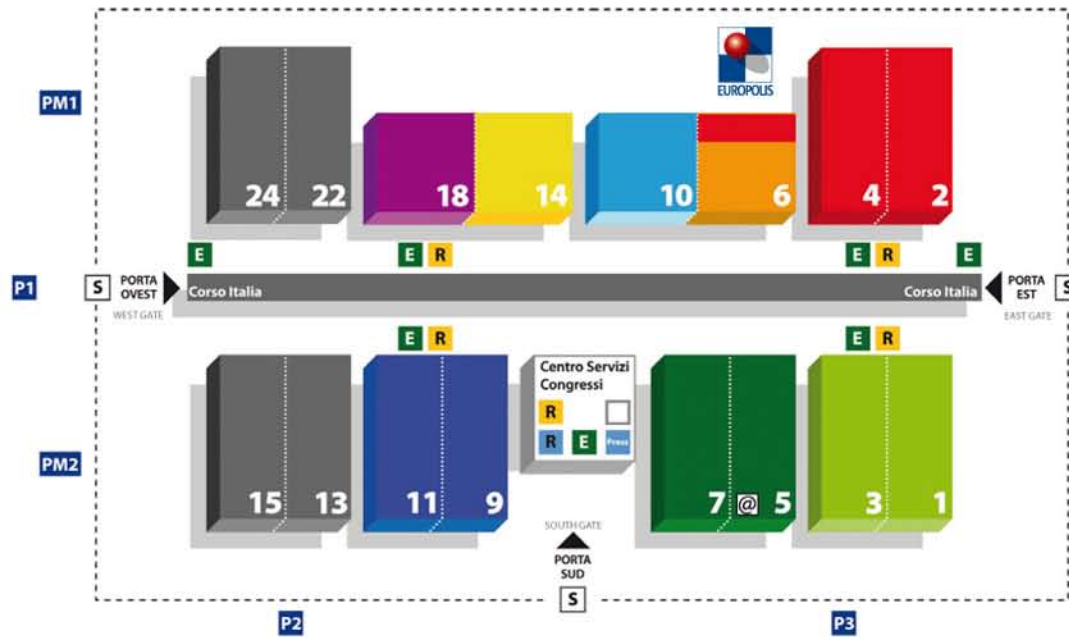 EUROPOLIS
PM1
24 22
18 14
10 6
4 2
E
E R
E R
E
P1
S
PORTA
OVEST
WEST GATE
Corso Italia
Corso Italia
PORTA
EST
EAST GATE
S
E R
E R
Centro Servizi
Congressi
R
R E Press
PM2
15 13
11 9
7 @ 5
3 1
SOUTH GATE
PORTA
SUD
S
P2
P3